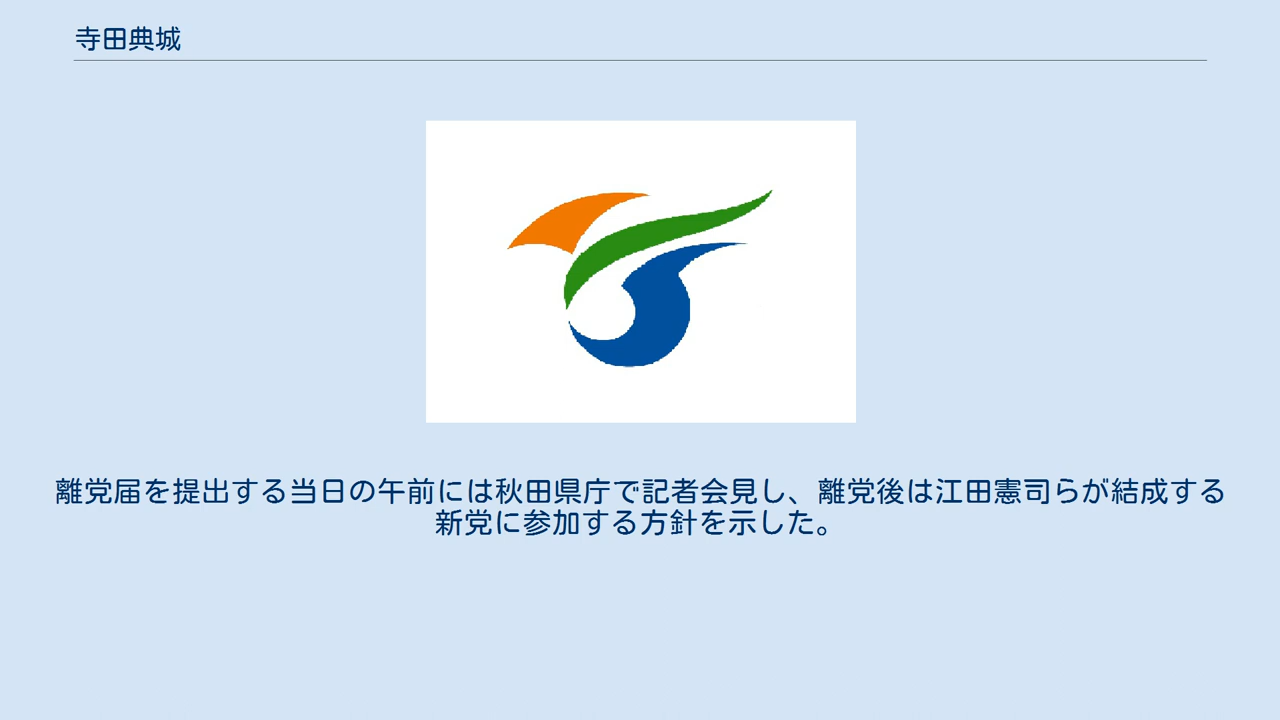 寺田典城
離党届を提出する当日の午前には秋田県庁で記者会見し、離党後は江田憲司らが結成する
新党に参加する方針を示した。